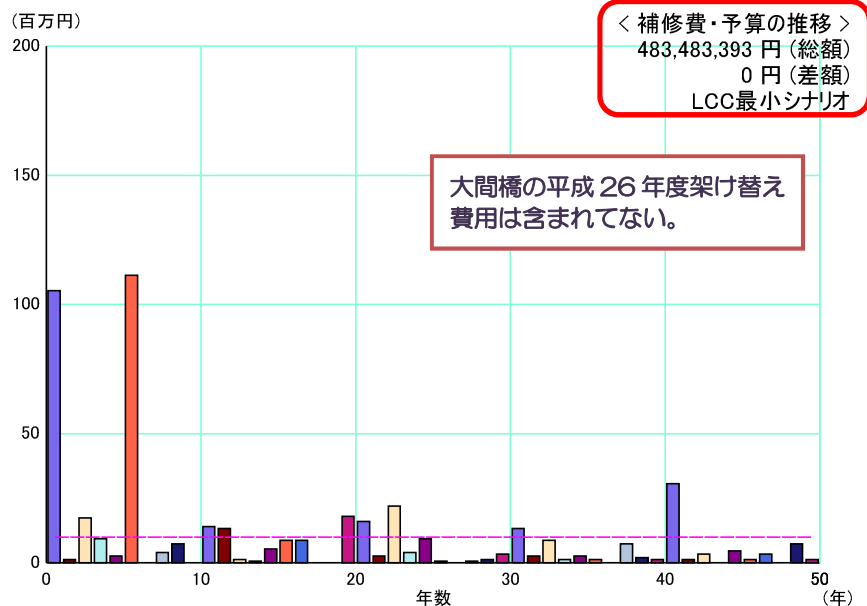 （百万円）
＜ 補修費・予算の推移 ＞
483,483,393 円 （総額）
0 円 （差額）
LCC最小シナリオ
大間橋の平成 26 年度架け替え
費用は含まれてない。
200
150
100
50
0
0 10 20 30 40 50
年数 （年）